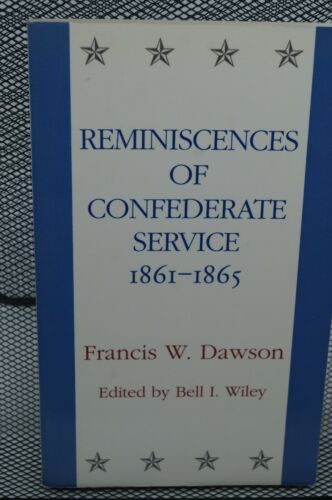 REMINISCENCES
OF
CONFEDERATE
SERVICE
1861–1865
Francis W. Dawson
Edited by Bell I. Wiley